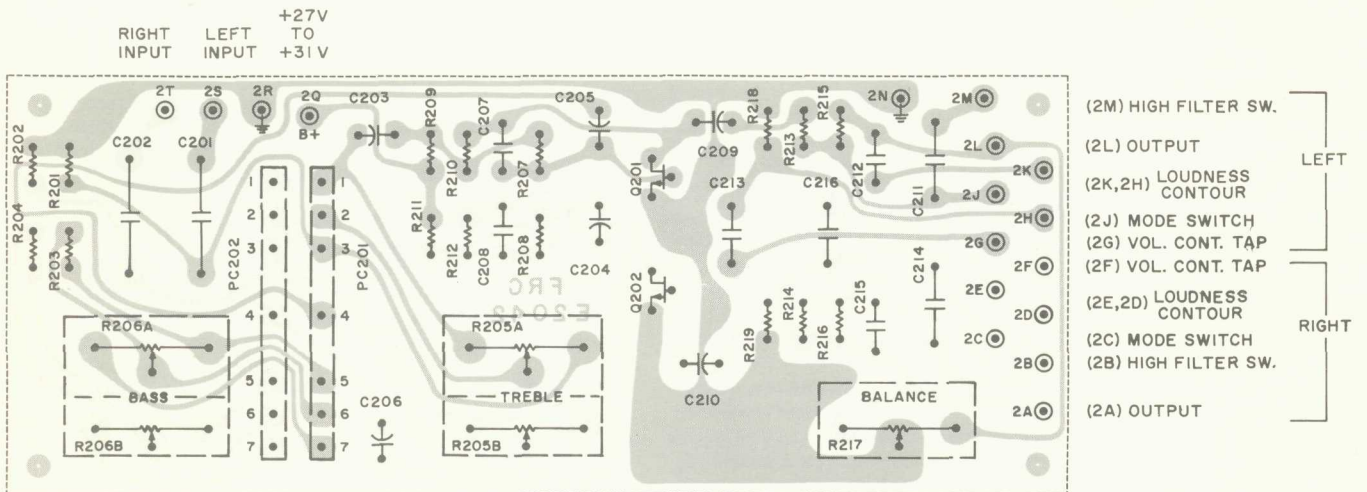 RIGHT INPUT
LEFT INPUT
+27V TO +31V
2T
2S
2R
2Q
B+
C203
R209
C207
C205
R218
R215
2N
2M
R202
C202
C201
R201
R210
R207
Q201
C209
R213
C212
C211
2L
2K
2J
2H
2G
R204
R203
PC202
PC201
1
2
3
4
5
6
7
1
2
3
4
5
6
7
R211
R212
C208
R208
C204
C213
C216
C214
FRC
E2042
Q202
R219
R214
R216
C215
2F
2E
2D
2C
2B
2A
R206A
BASS
R206B
C206
R205A
TREBLE
R205B
C210
BALANCE
R217
(2M) HIGH FILTER SW.
(2L) OUTPUT
(2K,2H) LOUDNESS CONTOUR
(2J) MODE SWITCH
(2G) VOL. CONT. TAP
LEFT
(2F) VOL. CONT. TAP
(2E,2D) LOUDNESS CONTOUR
(2C) MODE SWITCH
(2B) HIGH FILTER SW.
(2A) OUTPUT
RIGHT